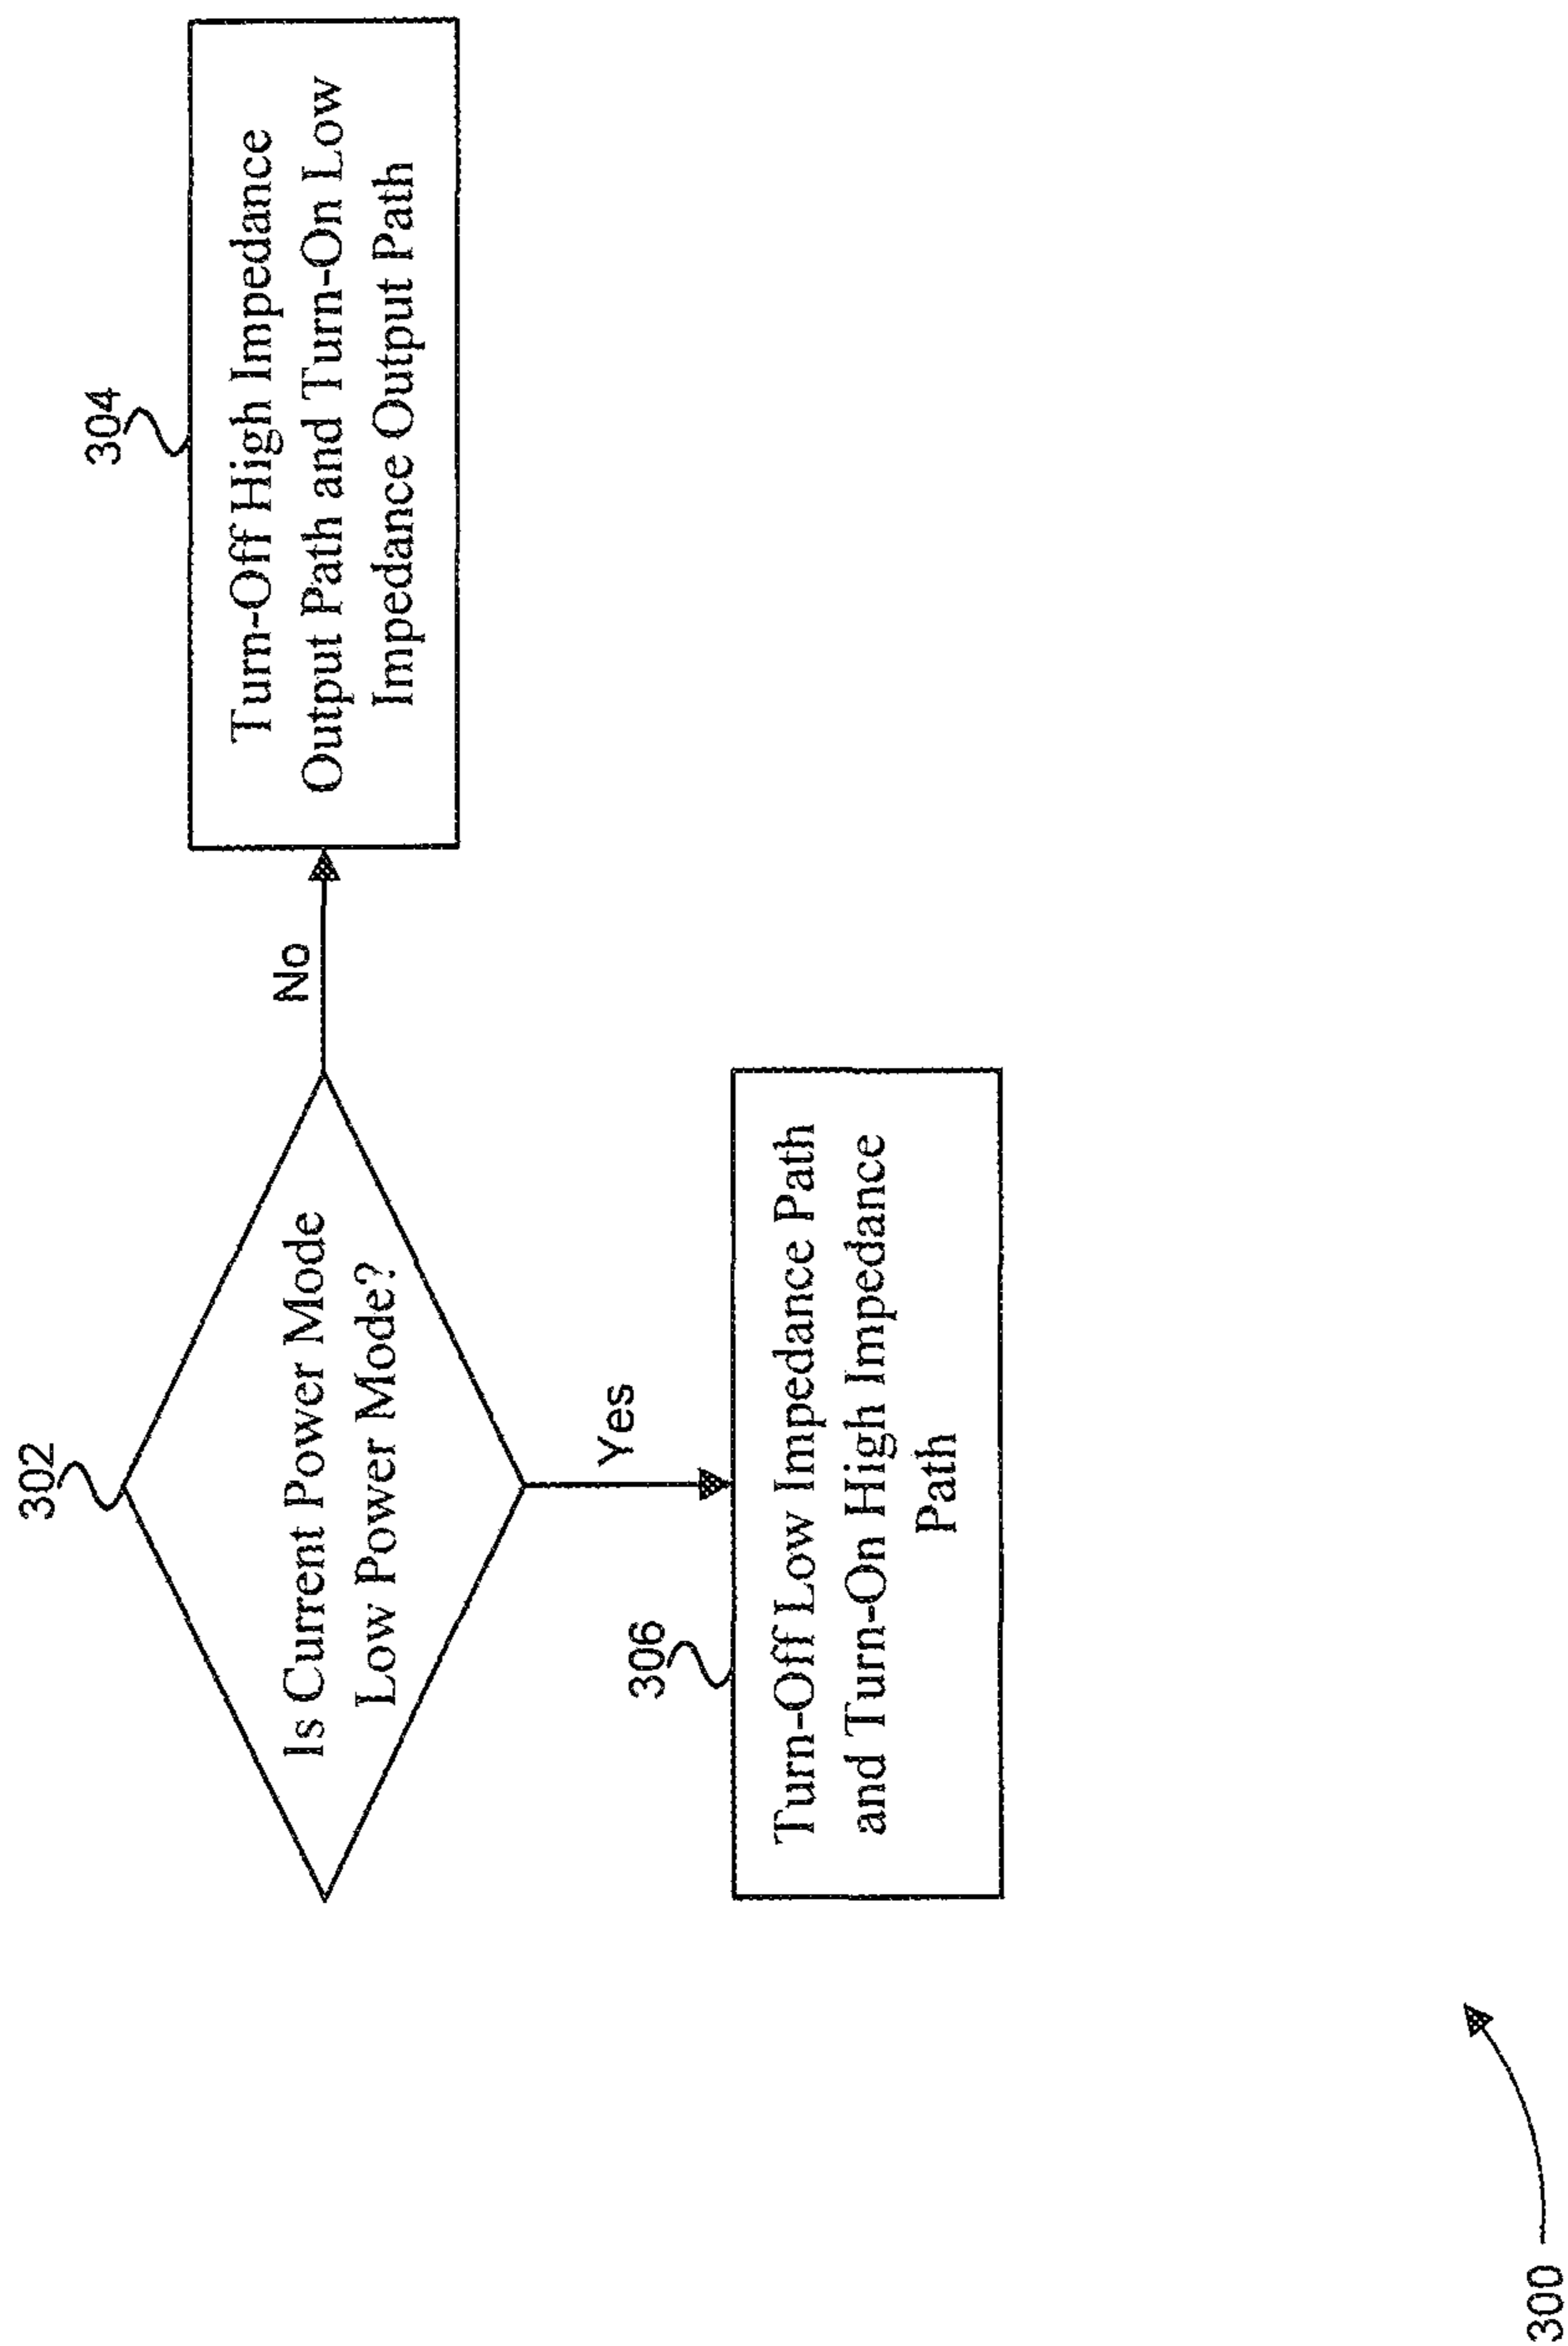 302
Is Current Power Mode
Low Power Mode?
No
304
Turn-Off High Impedance
Output Path and Turn-On Low
Impedance Output Path
Yes
306
Turn-Off Low Impedance Path
and Turn-On High Impedance
Path
300